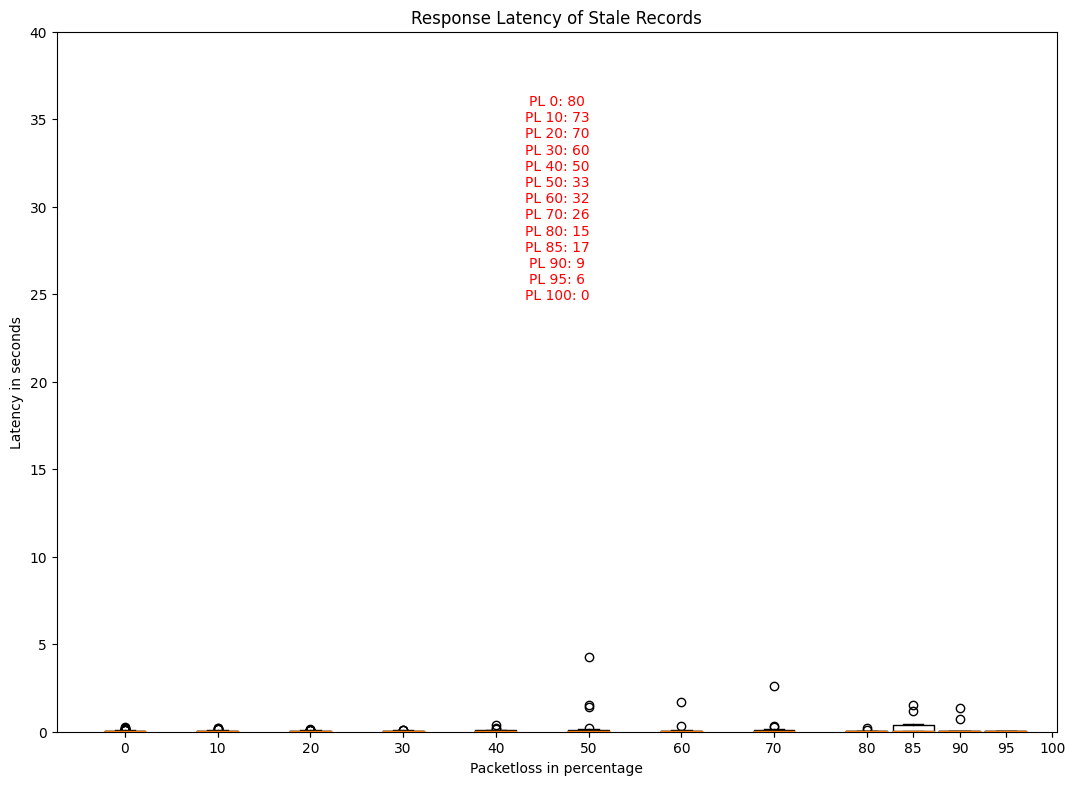 Response Latency of Stale Records
40
35
30
25
20
15
10
5
0
Latency in seconds
PL 0: 80
PL 10: 73
PL 20: 70
PL 30: 60
PL 40: 50
PL 50: 33
PL 60: 32
PL 70: 26
PL 80: 15
PL 85: 17
PL 90: 9
PL 95: 6
PL 100: 0
0 10 20 30 40 50 60 70 80 85 90 95 100
Packetloss in percentage